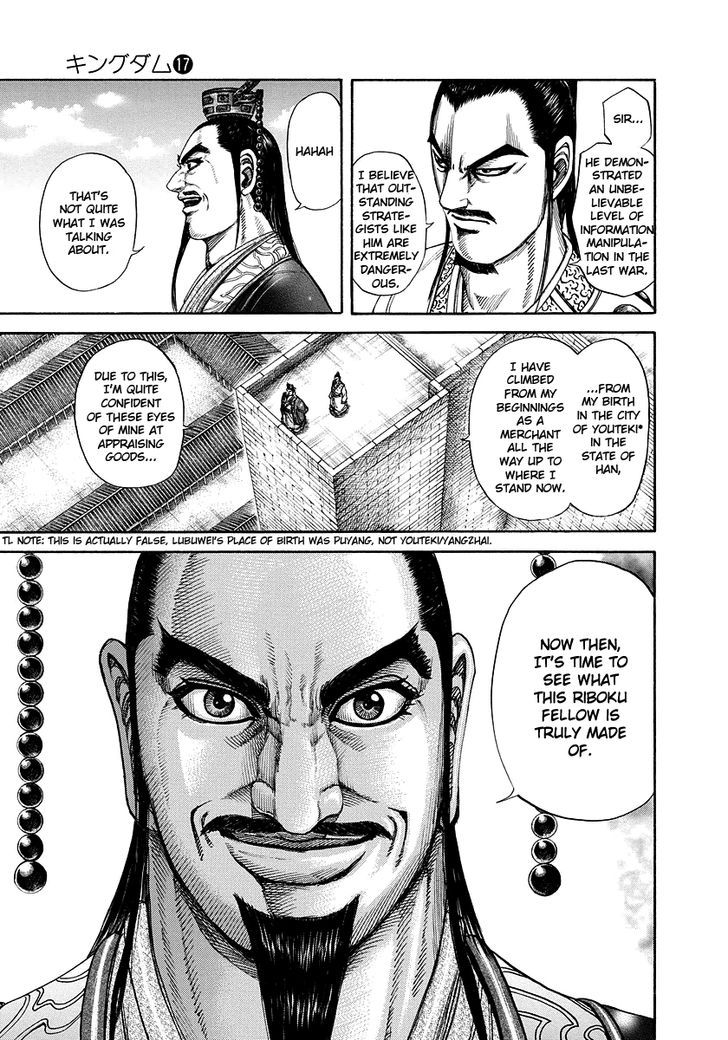 キングダム⓱
SIR...
HE DEMON-
STRATED
AN UNBE-
LIEVABLE
LEVEL OF
INFORMATION
MANIPULA-
TION IN THE
LAST WAR.
I BELIEVE
THAT OUT-
STANDING
STRATE-
GISTS LIKE
HIM ARE
EXTREMELY
DANGER-
OUS.
HAHAH
THAT'S
NOT QUITE
WHAT I WAS
TALKING
ABOUT.
...FROM
MY BIRTH
IN THE CITY
OF YOUTEKI*
IN THE
STATE OF
HAN,
I HAVE
CLIMBED
FROM MY
BEGINNINGS
AS A
MERCHANT
ALL THE
WAY UP TO
WHERE I
STAND NOW.
DUE TO THIS,
I'M QUITE
CONFIDENT
OF THESE EYES
OF MINE AT
APPRAISING
GOODS...
TL NOTE: THIS IS ACTUALLY FALSE, LUBUWEI'S PLACE OF BIRTH WAS PUYANG, NOT YOUTEKI/YANGZHAI.
NOW THEN,
IT'S TIME TO
SEE WHAT
THIS RIBOKU
FELLOW IS
TRULY MADE
OF.